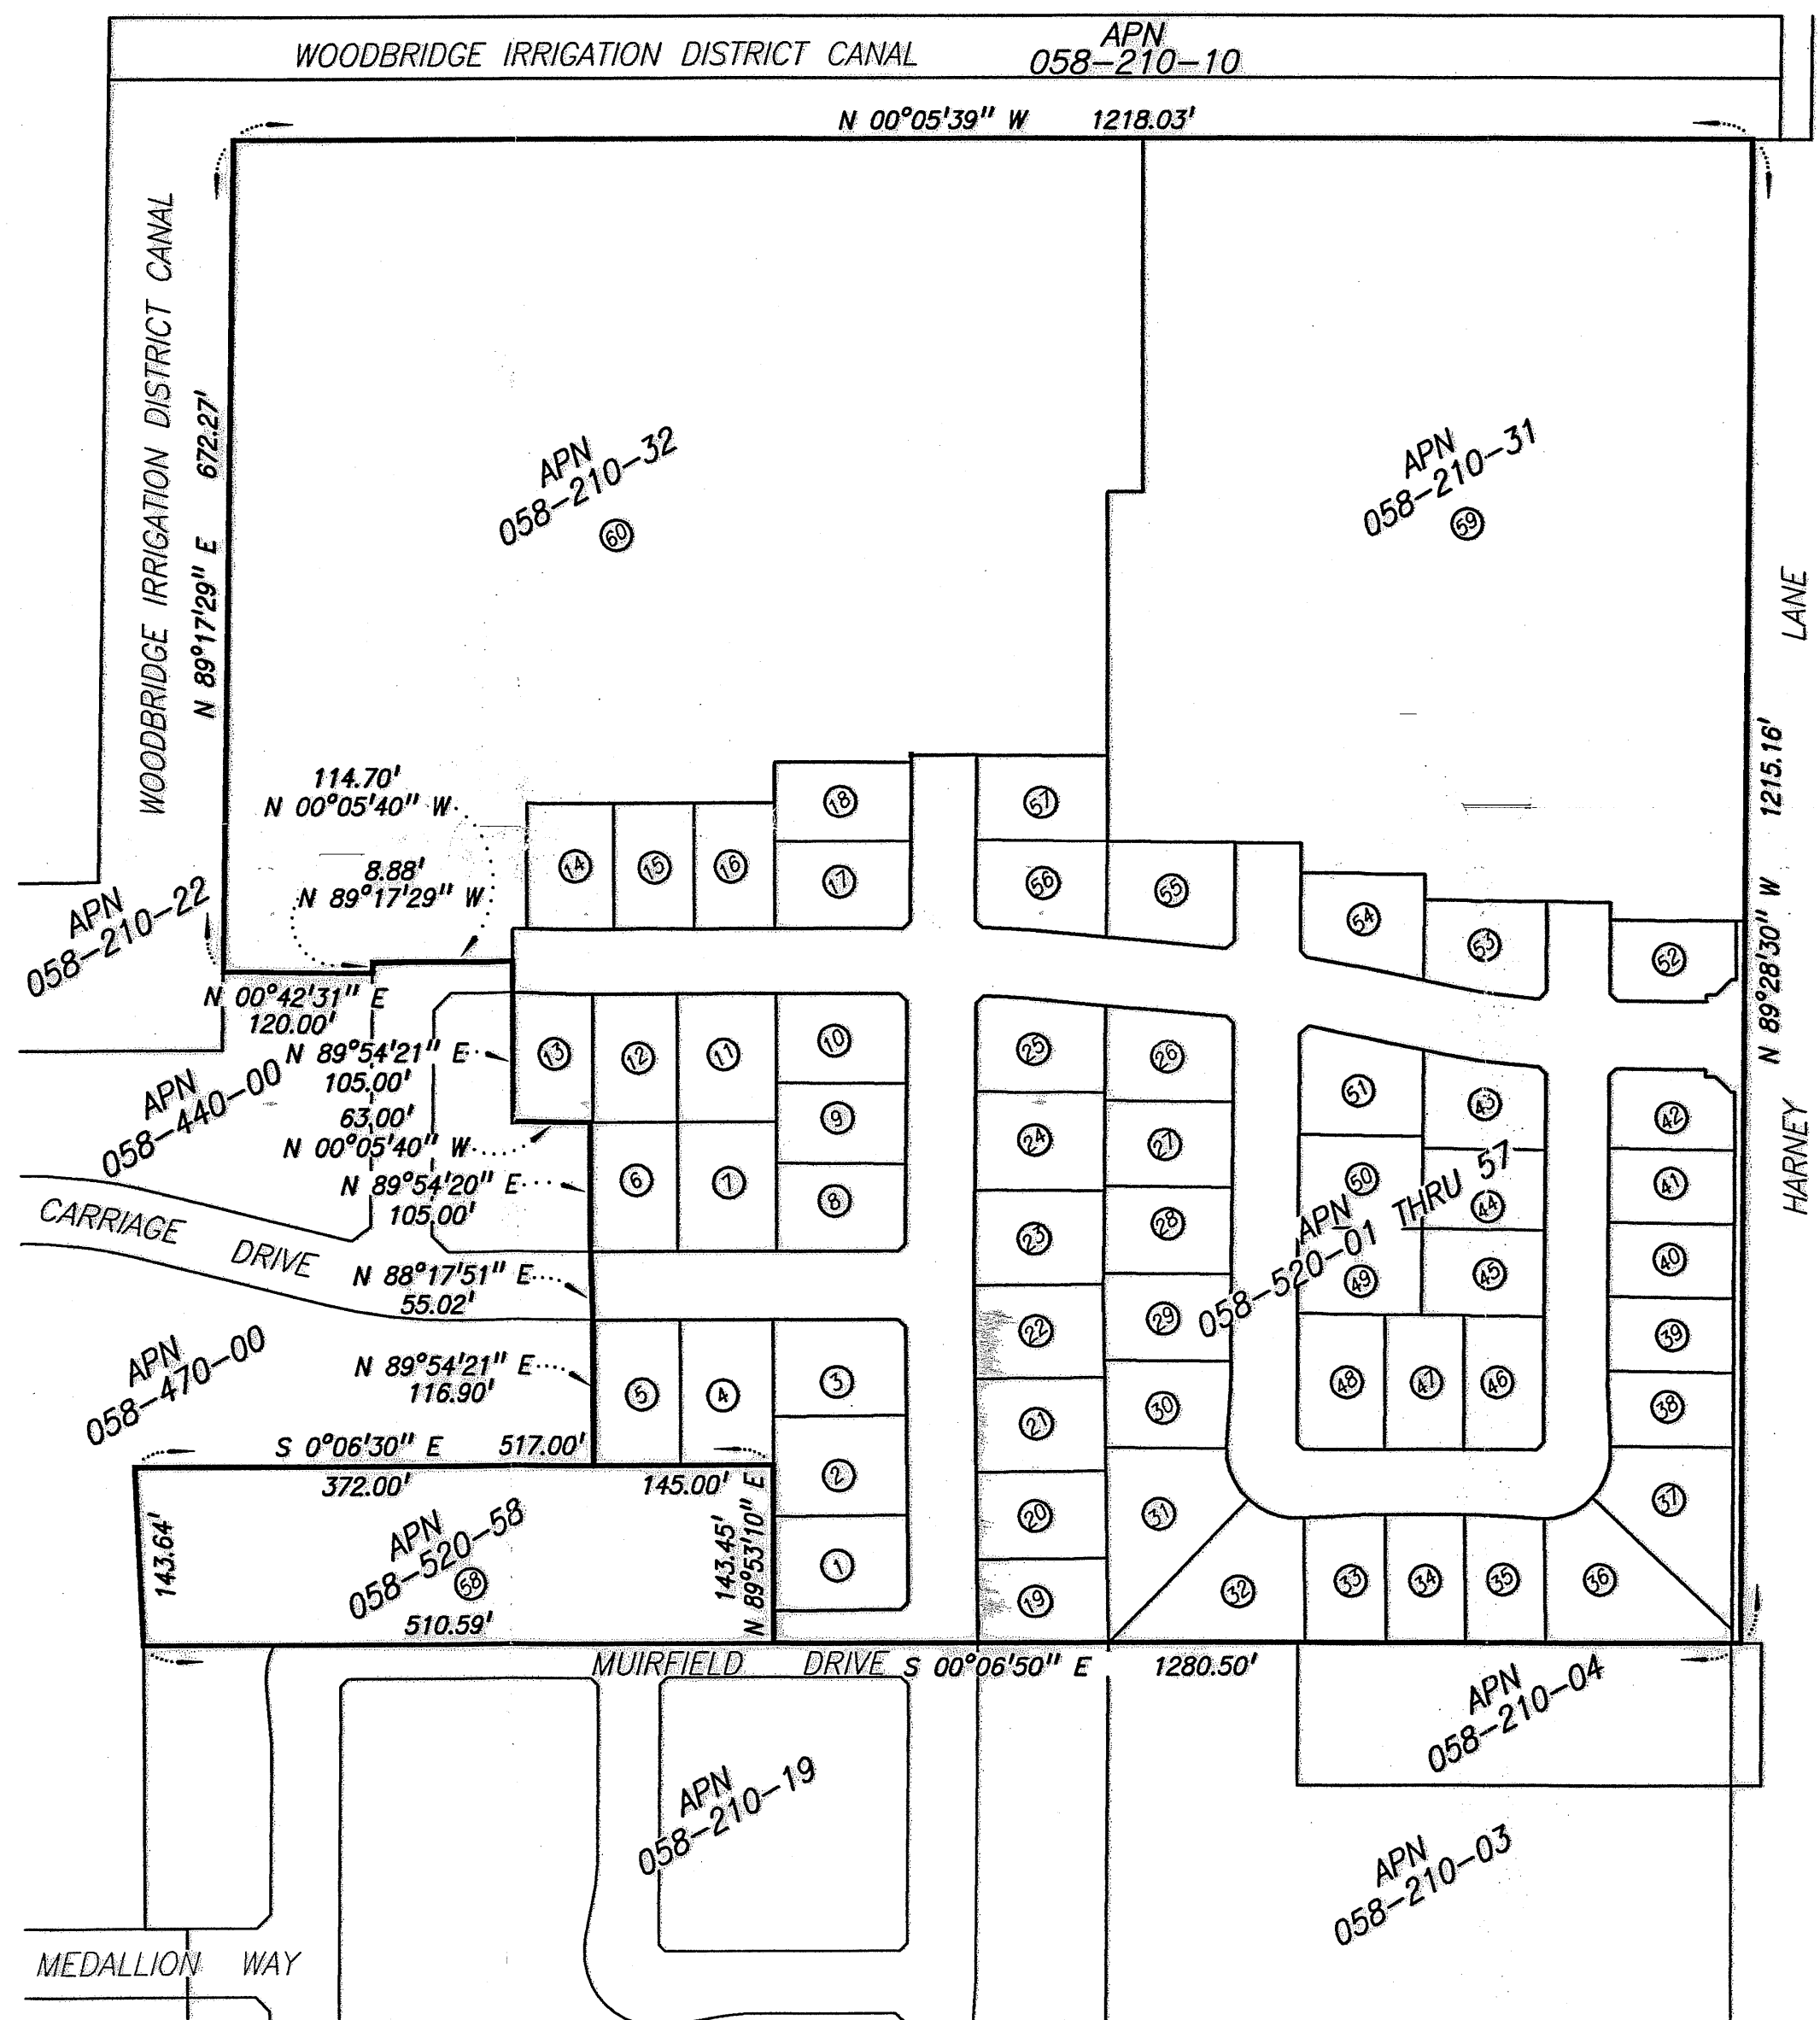 WOODBRIDGE IRRIGATION DISTRICT CANAL
APN
058-210-10
N 00°05'39" W 1218.03'
WOODBRIDGE IRRIGATION DISTRICT CANAL
N 89°17'29" E 672.27'
APN
058-210-32
60
APN
058-210-31
59
HARNEY LANE
N 89°28'30" W 1215.16'
114.70'
N 00°05'40" W
8.88'
N 89°17'29" W
APN
058-210-22
N 00°42'31" E
120.00'
N 89°54'21" E
105.00'
63.00'
N 00°05'40" W
N 89°54'20" E
105.00'
APN
058-440-00
CARRIAGE DRIVE
N 88°17'51" E
55.02'
APN
058-470-00
N 89°54'21" E
116.90'
S 0°06'30" E 517.00'
372.00'
145.00'
143.64'
APN
058-520-58
58
510.59'
143.45'
N 89°53'10" E
14
15
16
18
17
57
56
55
54
53
52
13
12
11
10
9
8
6
7
5
4
3
2
1
25
24
23
22
21
20
19
26
27
28
29
30
31
32
33
34
35
36
37
38
39
40
41
42
51
50
49
48
47
46
45
44
43
APN
058-520-01 THRU 57
MUIRFIELD DRIVE
S 00°06'50" E 1280.50'
APN
058-210-04
APN
058-210-19
APN
058-210-03
MEDALLION WAY